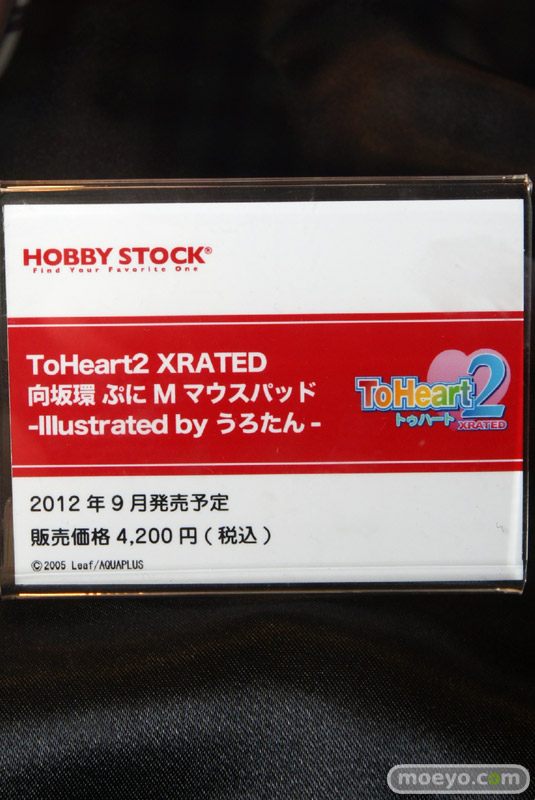 HOBBY STOCK®
Find Your Favorite One
ToHeart2 XRATED
向坂環 ぷに M マウスパッド
-Illustrated by うろたん -
ToHeart2
トゥハート
XRATED
2012 年 9 月発売予定
販売価格 4,200 円 ( 税込 )
©2005 Leaf/AQUAPLUS
moeyo.com